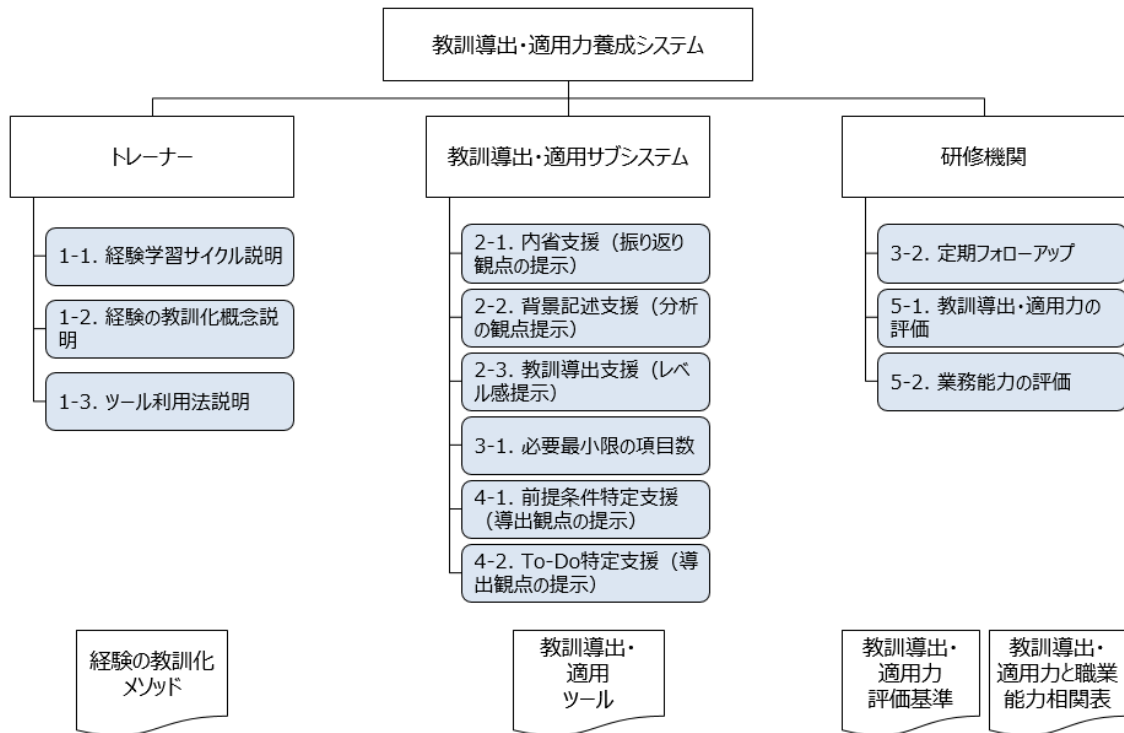 教訓導出・適用力養成システム
トレーナー
教訓導出・適用サブシステム
研修機関
1-1. 経験学習サイクル説明
1-2. 経験の教訓化概念説
明
1-3. ツール利用法説明
2-1. 内省支援（振り返り
観点の提示）
2-2. 背景記述支援（分析
の観点提示）
2-3. 教訓導出支援（レベ
ル感提示）
3-1. 必要最小限の項目数
4-1. 前提条件特定支援
（導出観点の提示）
4-2. To-Do特定支援（導
出観点の提示）
3-2. 定期フォローアップ
5-1. 教訓導出・適用力の
評価
5-2. 業務能力の評価
経験の教訓化
メソッド
教訓導出・
適用
ツール
教訓導出・
適用力
評価基準
教訓導出・
適用力と職業
能力相関表